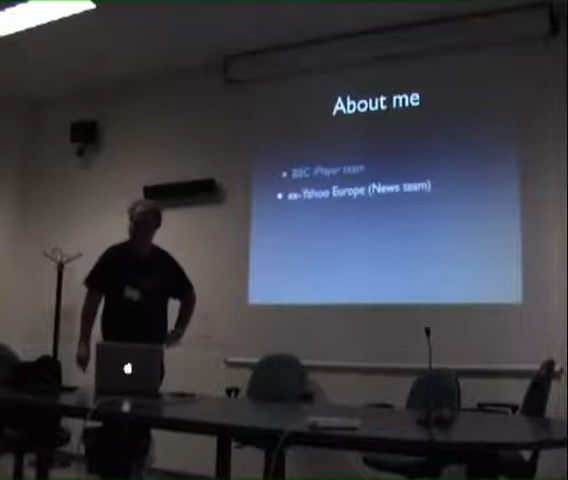 About me
• BBC iPlayer team
• ex-Yahoo Europe (News team)